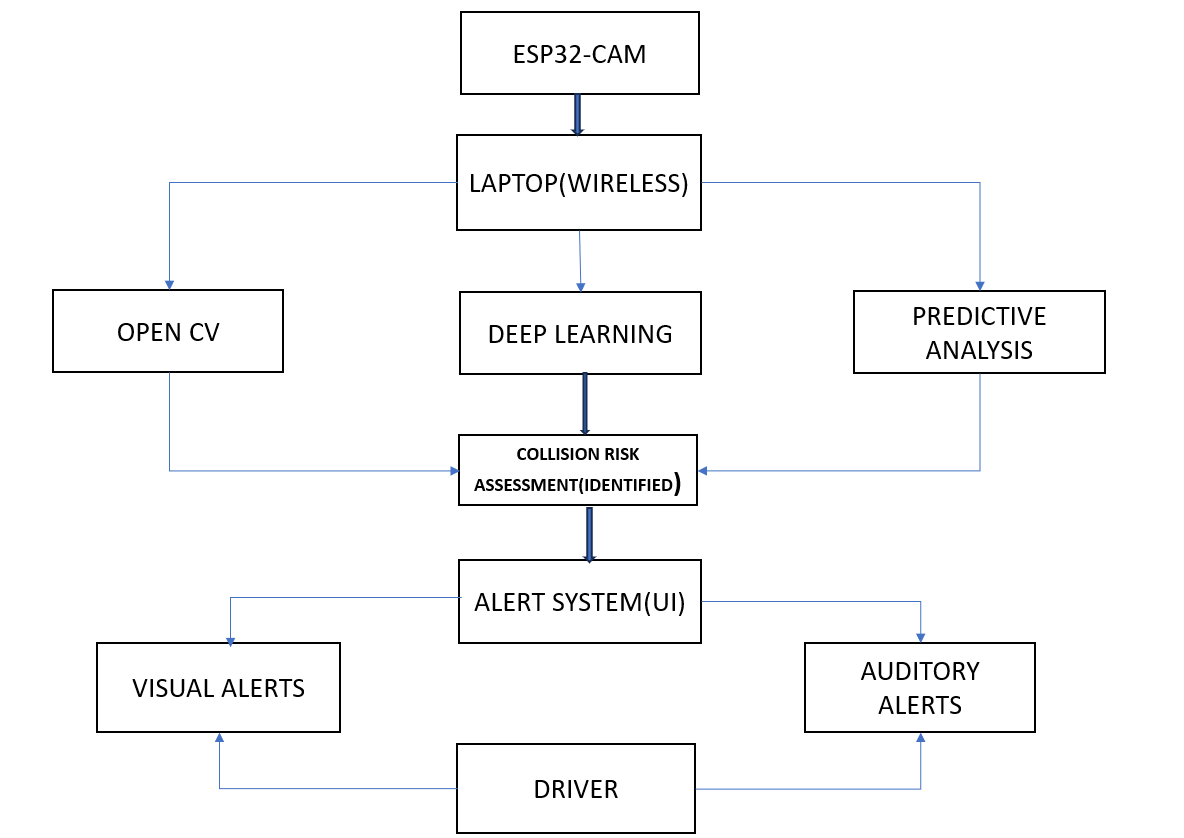 ESP32-CAM
LAPTOP(WIRELESS)
OPEN CV
DEEP LEARNING
PREDICTIVE
ANALYSIS
COLLISION RISK
ASSESSMENT(IDENTIFIED)
ALERT SYSTEM(UI)
VISUAL ALERTS
AUDITORY
ALERTS
DRIVER